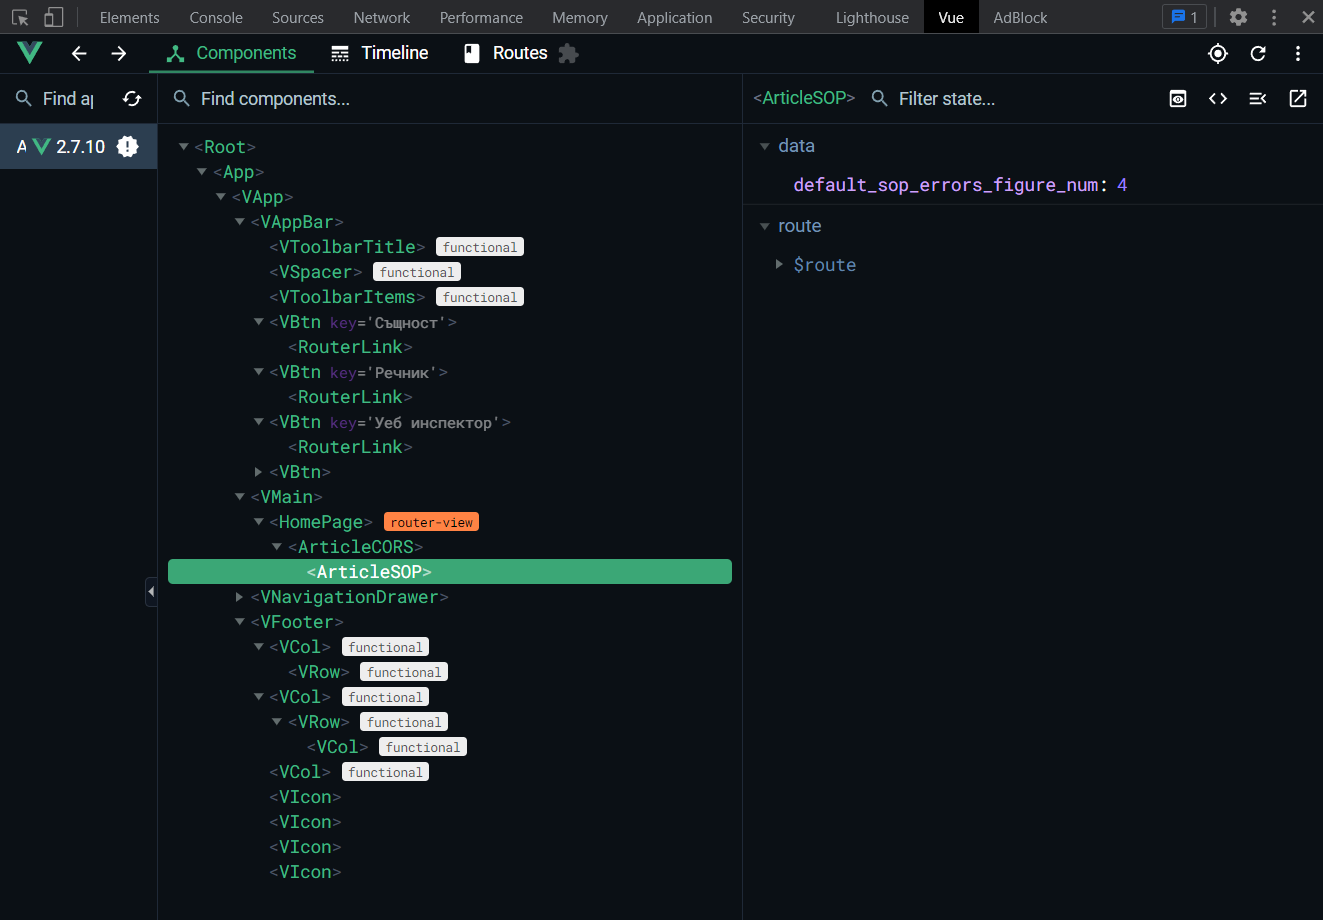 Elements Console Sources Network Performance Memory Application Security Lighthouse Vue AdBlock 1
Components Timeline Routes
Find ap
Find components...
<ArticleSOP> Filter state...
A 2.7.10
<Root>
<App>
<VApp>
<VAppBar>
<VToolbarTitle> functional
<VSpacer> functional
<VToolbarItems> functional
<VBtn key='Същност'>
<RouterLink>
<VBtn key='Речник'>
<RouterLink>
<VBtn key='Уеб инспектор'>
<RouterLink>
<VBtn>
<VMain>
<HomePage> router-view
<ArticleCORS>
<ArticleSOP>
<VNavigationDrawer>
<VFooter>
<VCol> functional
<VRow> functional
<VCol> functional
<VRow> functional
<VCol> functional
<VCol> functional
<VIcon>
<VIcon>
<VIcon>
<VIcon>
data
default_sop_errors_figure_num: 4
route
$route